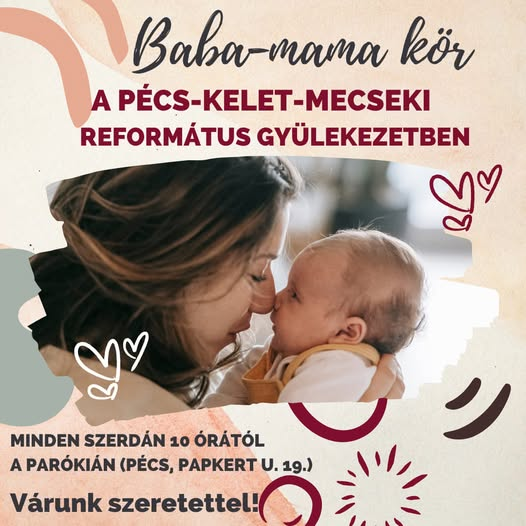 Baba-mama kör
A PÉCS-KELET-MECSEKI
REFORMÁTUS GYÜLEKEZETBEN
MINDEN SZERDÁN 10 ÓRÁTÓL
A PARÓKIÁN (PÉCS, PAPKERT U. 19.)
Várunk szeretettel!